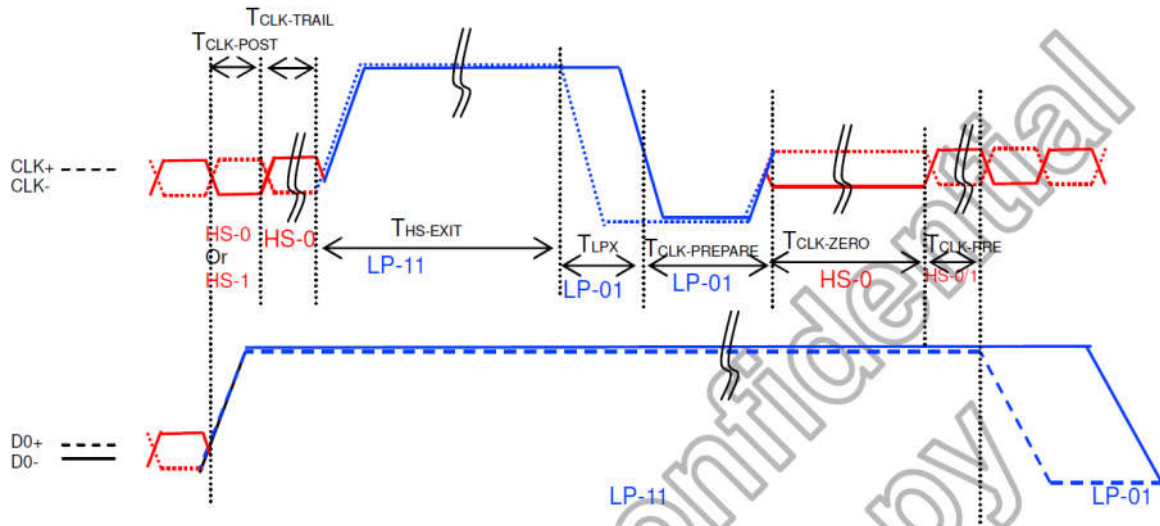 TCLK-TRAIL
TCLK-POST
CLK+
CLK-
HS-0
Or
HS-1
HS-0
THS-EXIT
LP-11
TLPX
LP-01
TCLK-PREPARE
LP-01
TCLK-ZERO
HS-0
TCLK-PRE
HS-0/1
D0+
D0-
LP-11
LP-01